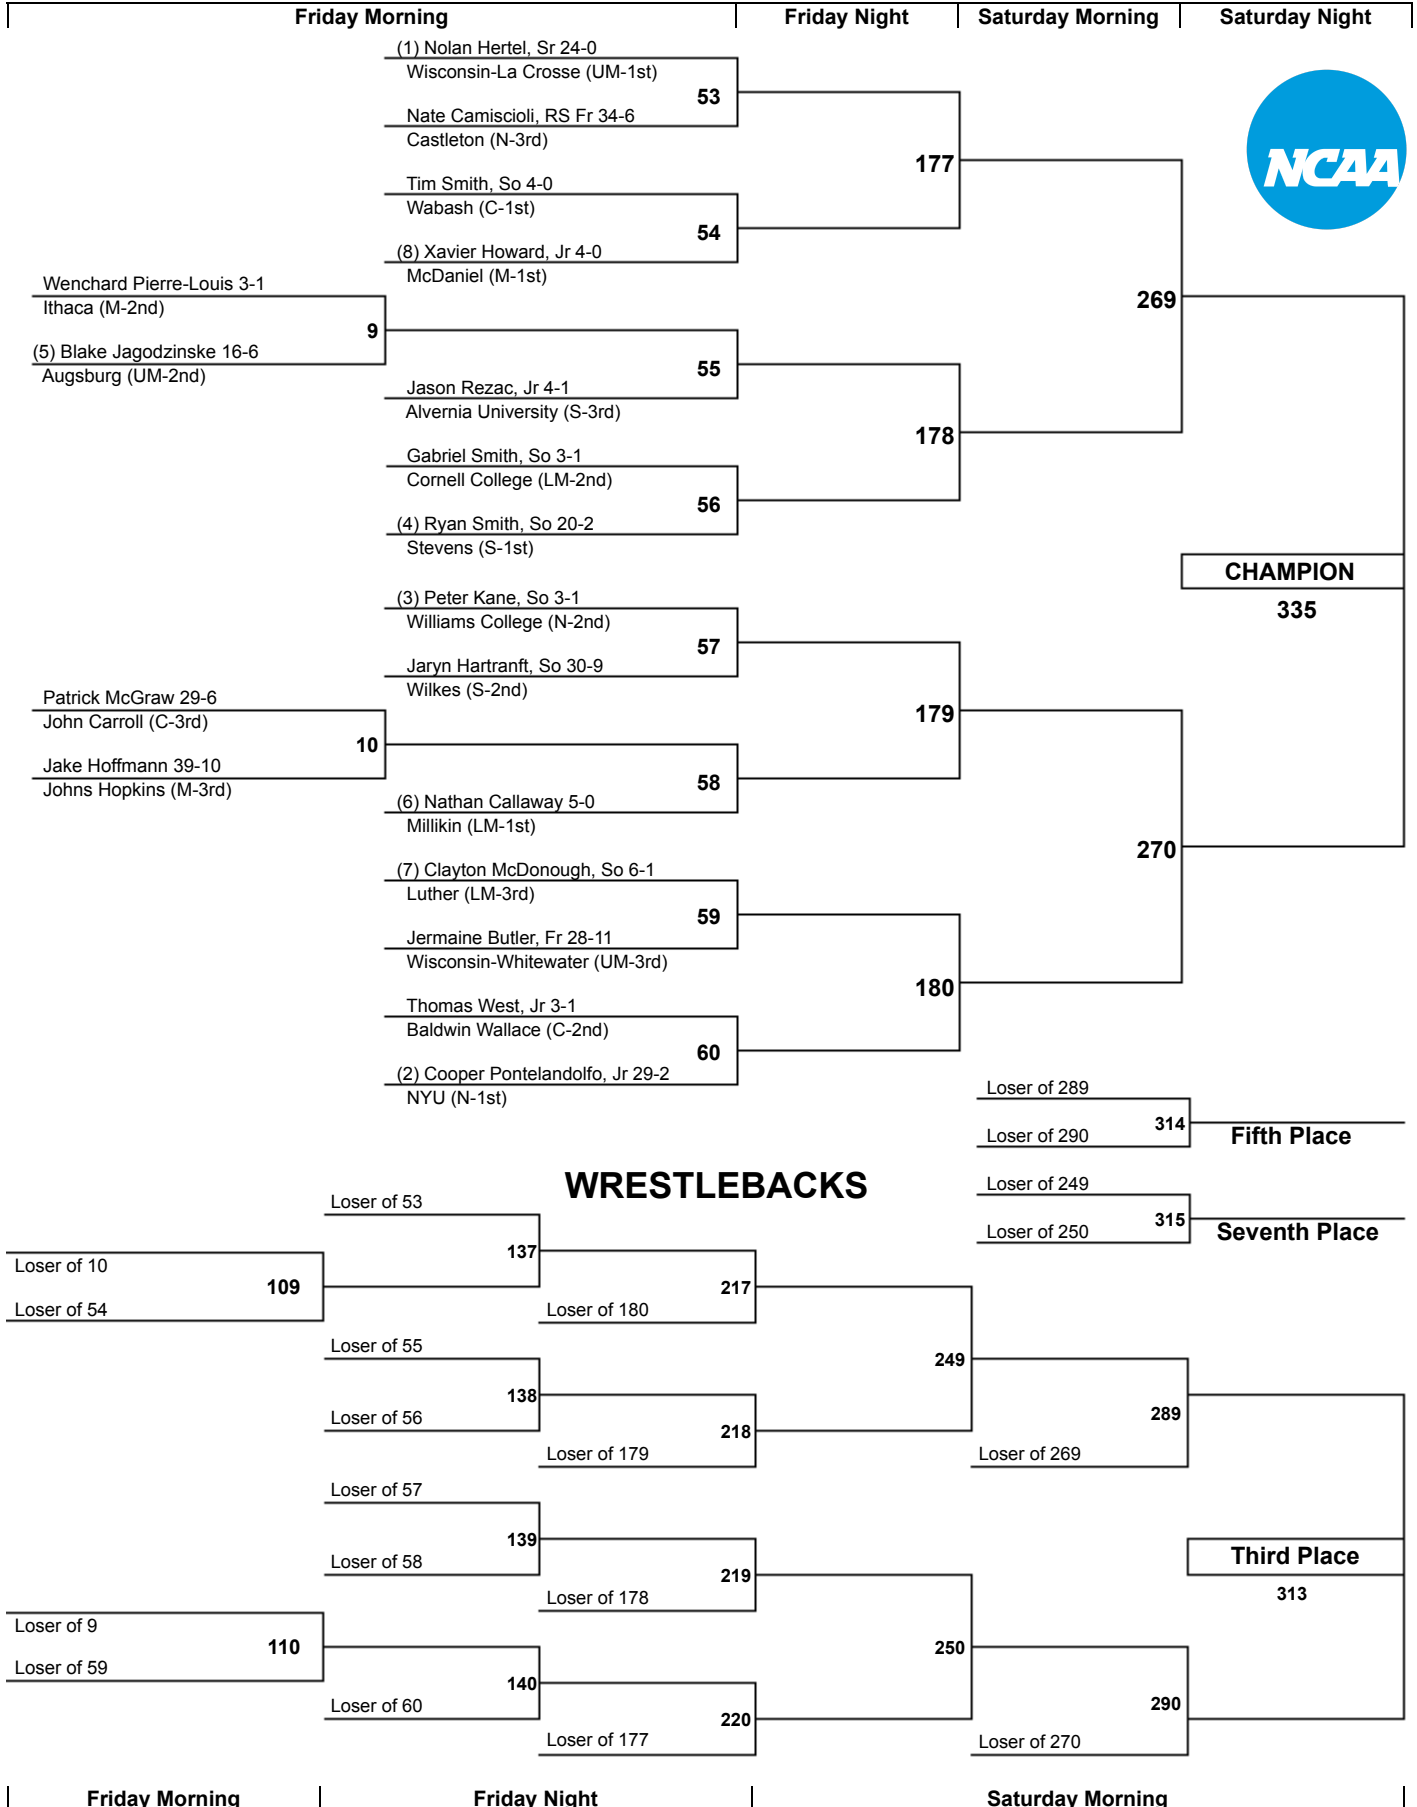 Friday Morning Friday Night Saturday Morning Saturday Night
(1) Nolan Hertel, Sr 24-0
Wisconsin-La Crosse (UM-1st)
53
Nate Camiscioli, RS Fr 34-6
Castleton (N-3rd)
177
Tim Smith, So 4-0
Wabash (C-1st)
54
(8) Xavier Howard, Jr 4-0
McDaniel (M-1st)
NCAA
Wenchard Pierre-Louis 3-1
Ithaca (M-2nd)
9
(5) Blake Jagodzinske 16-6
Augsburg (UM-2nd)
269
55
Jason Rezac, Jr 4-1
Alvernia University (S-3rd)
178
Gabriel Smith, So 3-1
Cornell College (LM-2nd)
56
(4) Ryan Smith, So 20-2
Stevens (S-1st)
CHAMPION
335
(3) Peter Kane, So 3-1
Williams College (N-2nd)
57
Jaryn Hartranft, So 30-9
Wilkes (S-2nd)
179
Patrick McGraw 29-6
John Carroll (C-3rd)
10
Jake Hoffmann 39-10
Johns Hopkins (M-3rd)
58
(6) Nathan Callaway 5-0
Millikin (LM-1st)
270
(7) Clayton McDonough, So 6-1
Luther (LM-3rd)
59
Jermaine Butler, Fr 28-11
Wisconsin-Whitewater (UM-3rd)
180
Thomas West, Jr 3-1
Baldwin Wallace (C-2nd)
60
(2) Cooper Pontelandolfo, Jr 29-2
NYU (N-1st)
Loser of 289
314
Fifth Place
Loser of 290
WRESTLEBACKS
Loser of 249
315
Seventh Place
Loser of 250
Loser of 53
137
Loser of 10
109
Loser of 54
217
Loser of 180
Loser of 55
138
Loser of 56
249
218
Loser of 179
289
Loser of 269
Loser of 57
139
Loser of 58
219
Loser of 178
Third Place
313
Loser of 9
110
Loser of 59
250
140
Loser of 60
220
Loser of 177
290
Loser of 270
Friday Morning Friday Night Saturday Morning